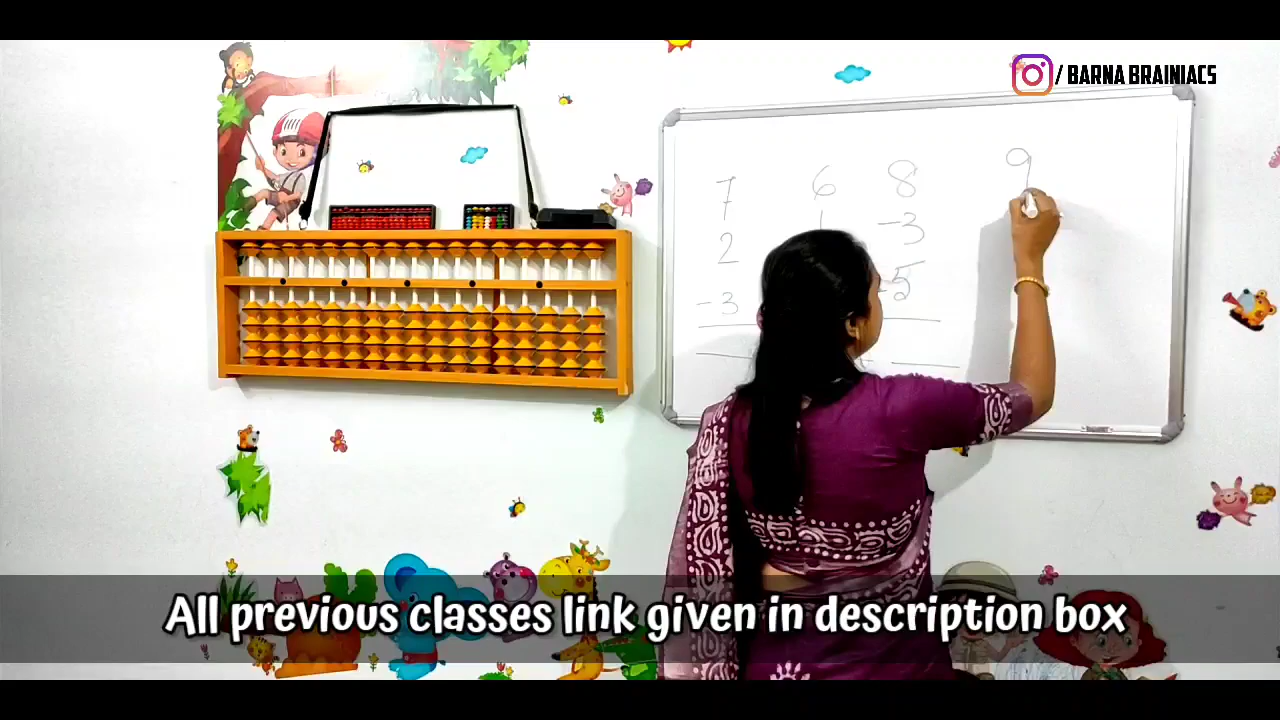 / BARNA BRAINIACS
7 6 8 9
2 -3
-3 -5
All previous classes link given in description box